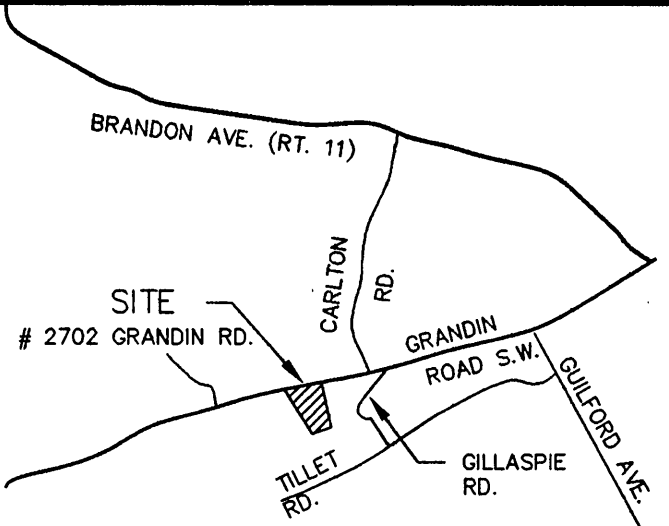 BRANDON AVE. (RT. 11)
CARLTON
RD.
SITE
# 2702 GRANDIN RD.
GRANDIN
ROAD S.W.
GUILFORD AVE.
TILLET
RD.
GILLASPIE
RD.